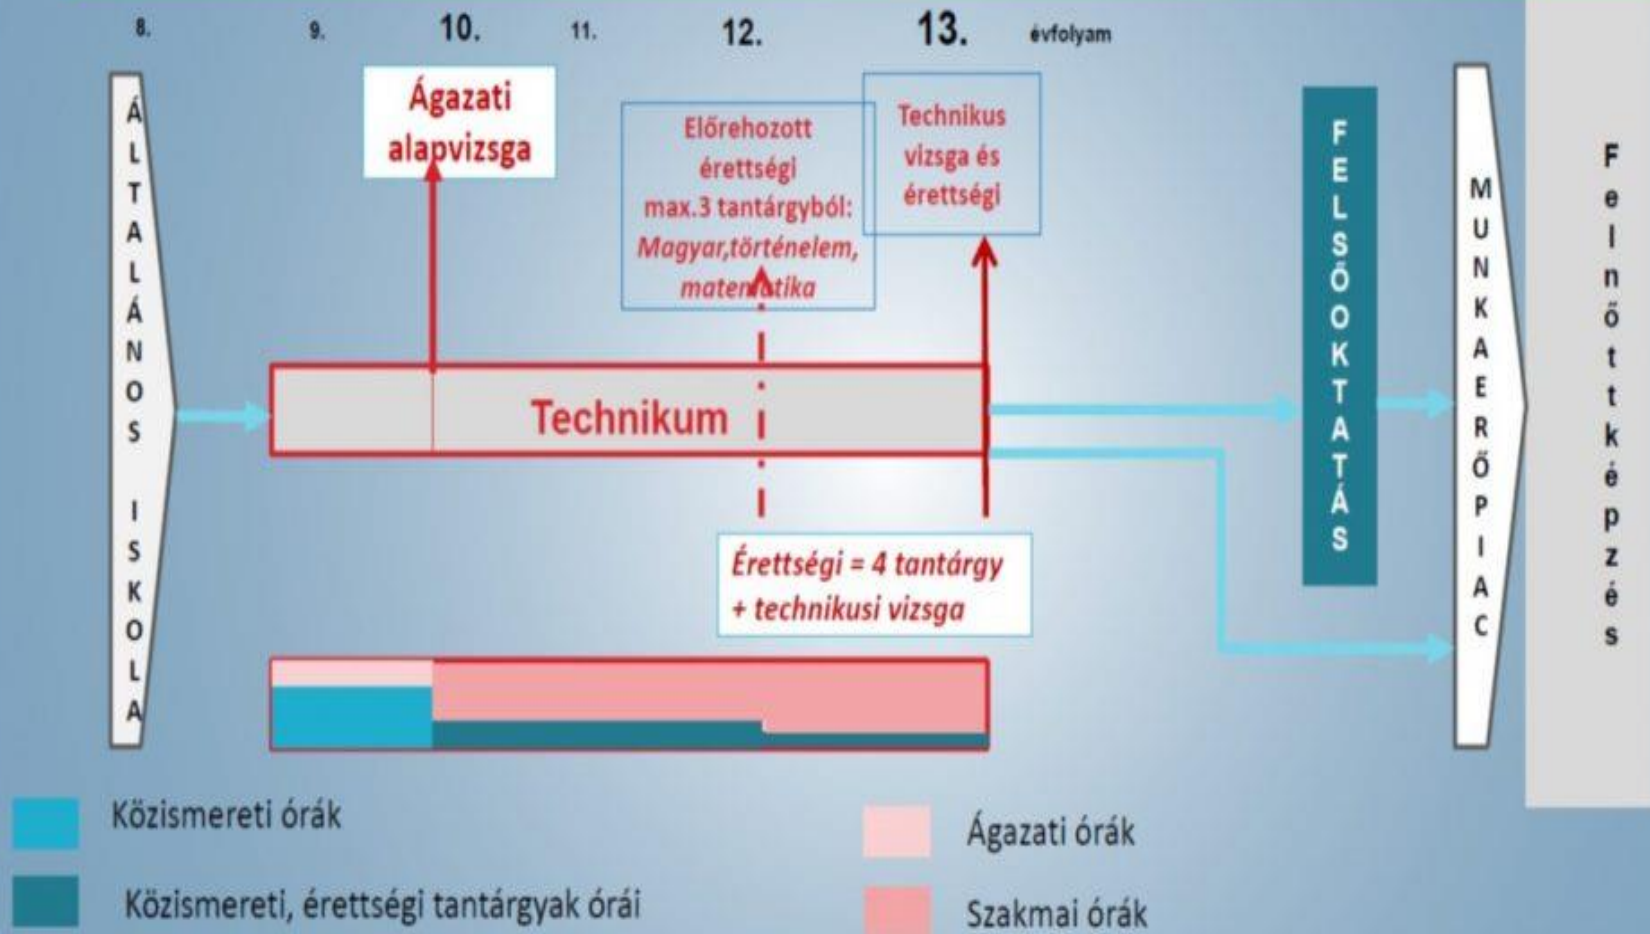 8. 9. 10. 11. 12. 13. évfolyam
ÁLTALÁNOS ISKOLA
Ágazati
alapvizsga
Előrehozott
érettségi
max.3 tantárgyból:
Magyar,történelem,
matematika
Technikus
vizsga és
érettségi
Technikum
Érettségi = 4 tantárgy
+ technikusi vizsga
FELSŐOKTATÁS
MUNKAERŐPIAC
Felnőttképzés
Közismereti órák
Közismereti, érettségi tantárgyak órái
Ágazati órák
Szakmai órák